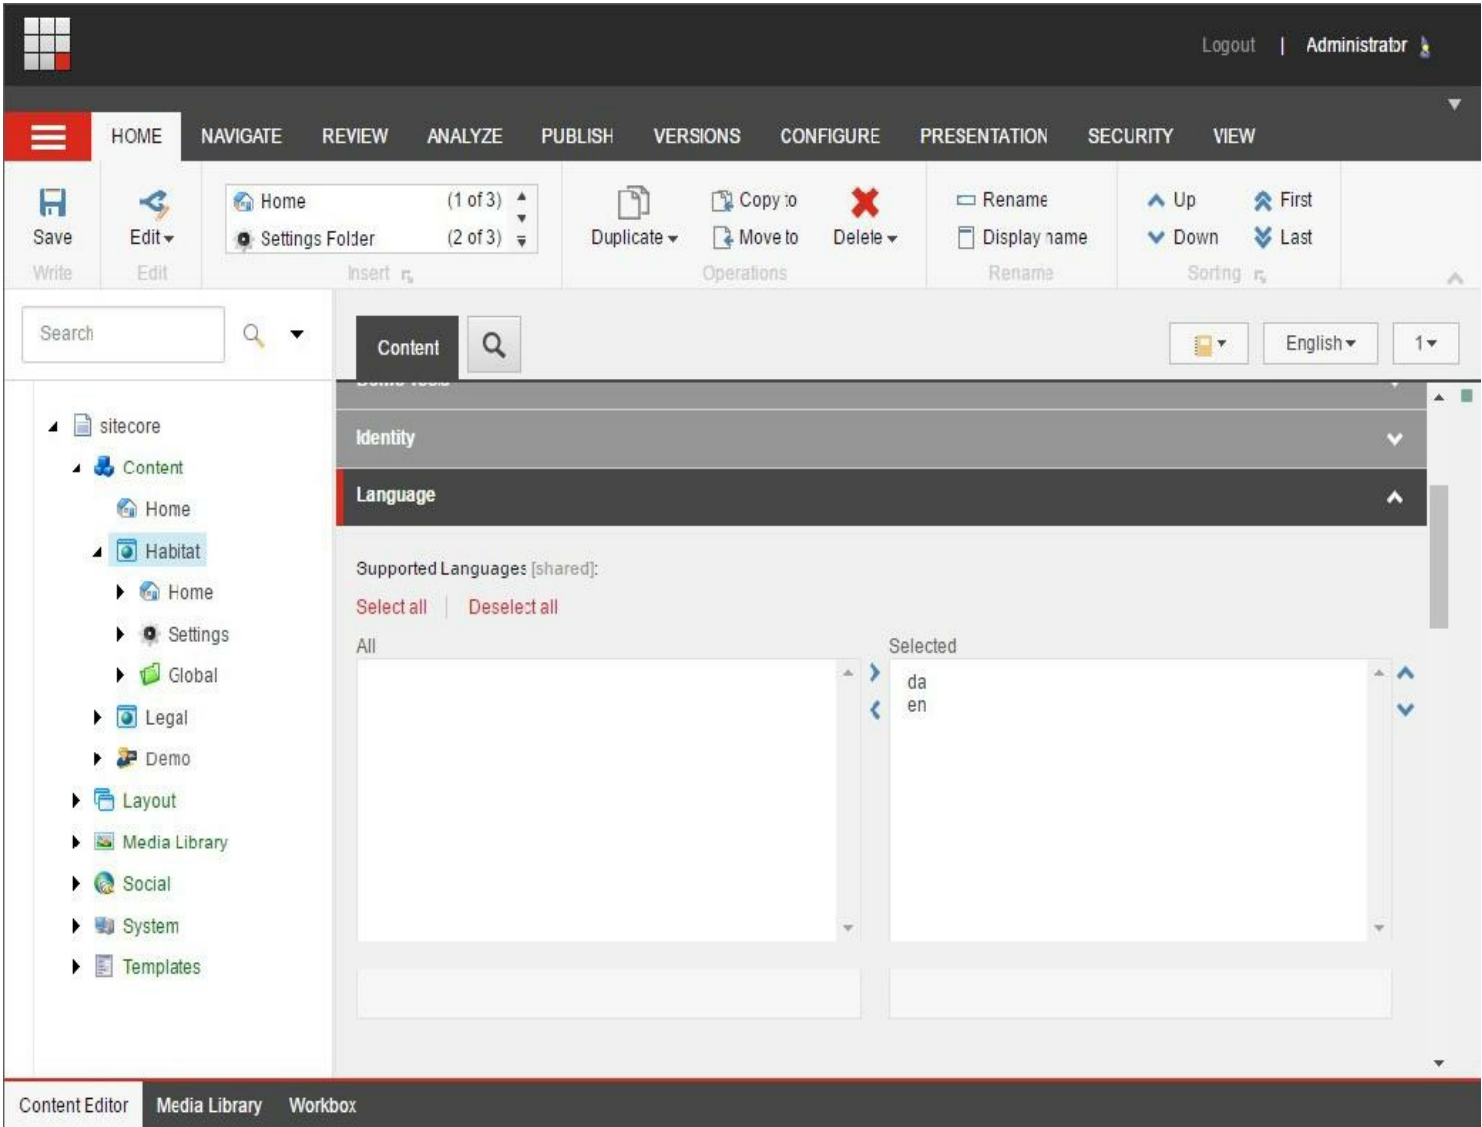 Logout | Administrator
HOME NAVIGATE REVIEW ANALYZE PUBLISH VERSIONS CONFIGURE PRESENTATION SECURITY VIEW
Home (1 of 3)
Settings Folder (2 of 3)
Save
Edit
Duplicate
Copy to
Move to
Delete
Rename
Display name
Up
Down
First
Last
Write
Edit
Insert
Operations
Rename
Sorting
Search
Content
English
1
sitecore
Content
Home
Habitat
Home
Settings
Global
Legal
Demo
Layout
Media Library
Social
System
Templates
Identity
Language
Supported Languages [shared]:
Select all | Deselect all
All
Selected
da
en
Content Editor Media Library Workbox